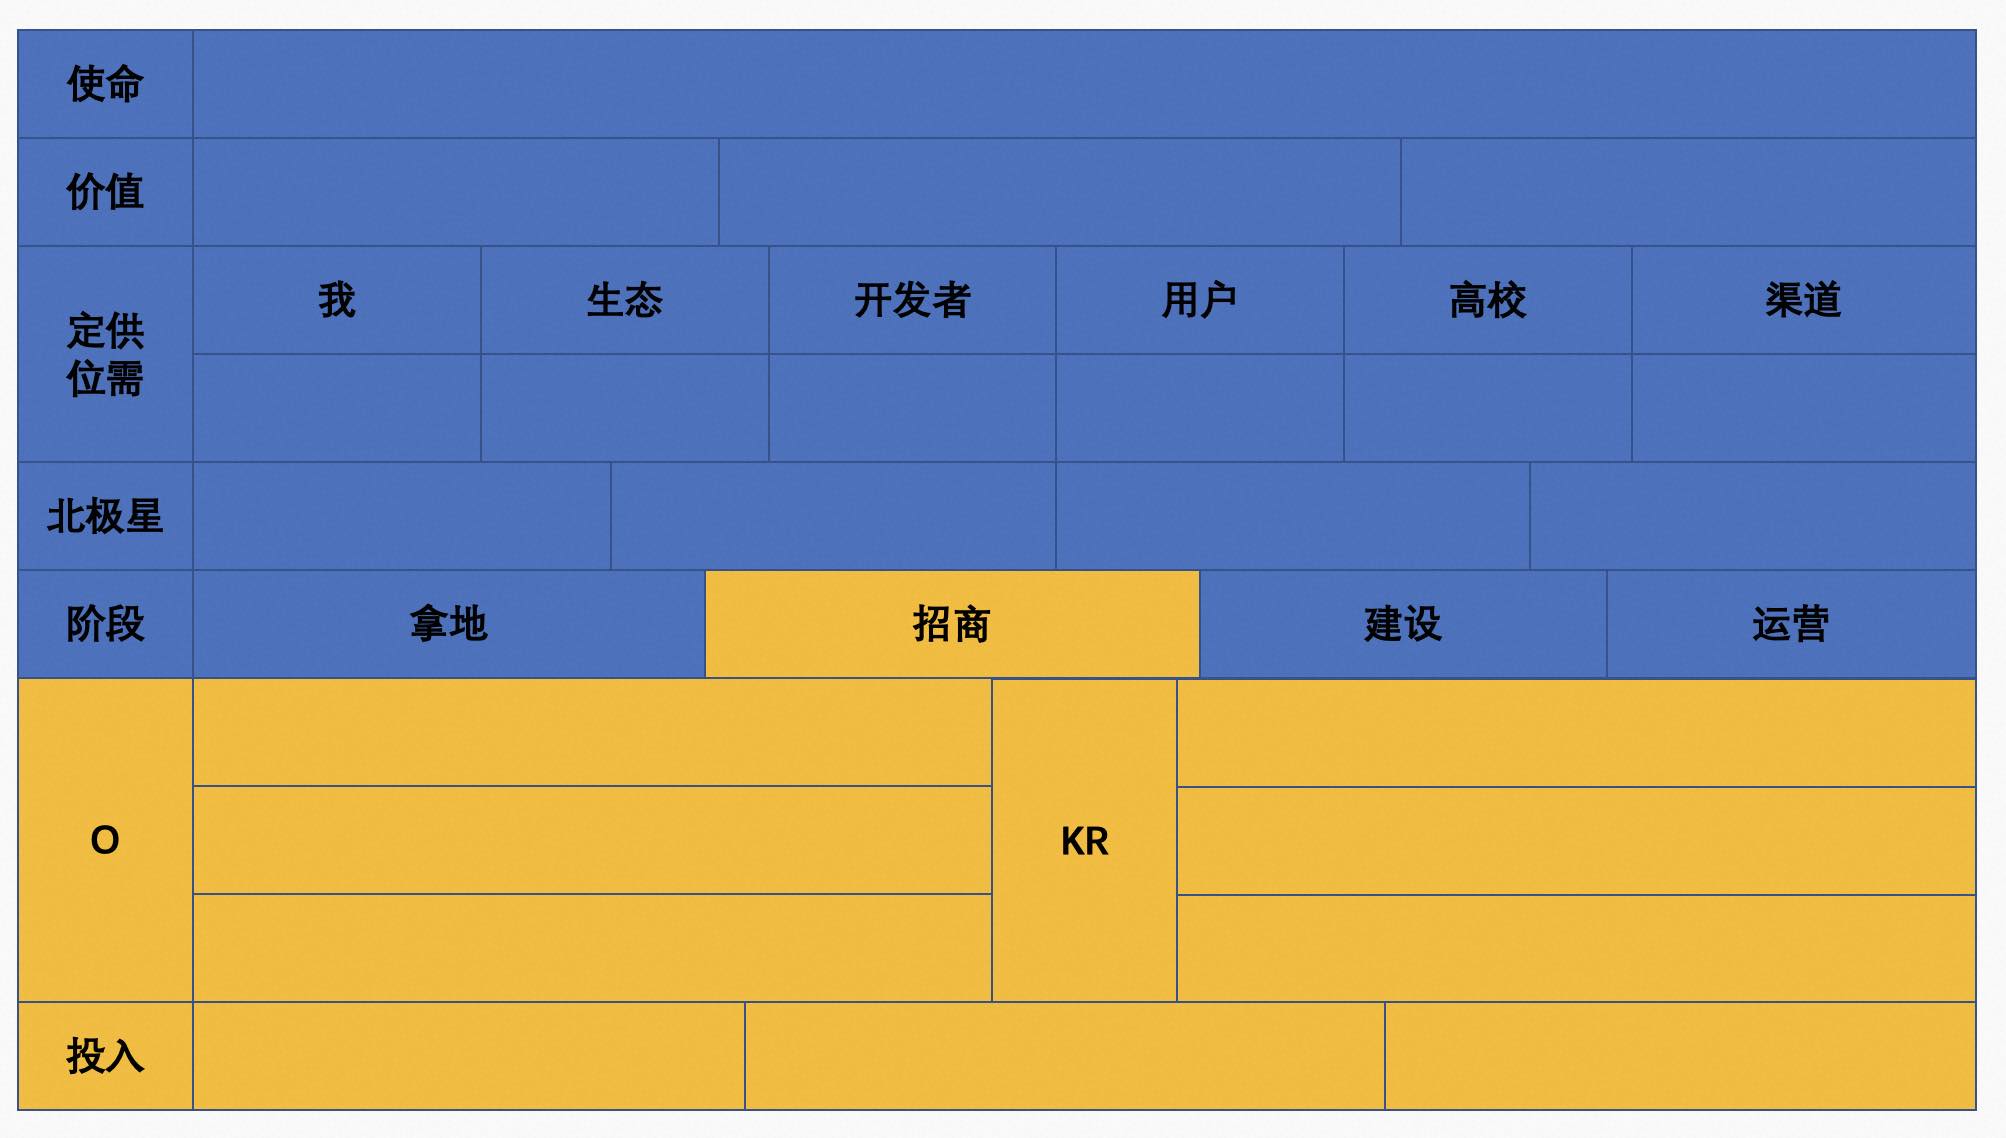 使命
价值
定供
位需
我
生态
开发者
用户
高校
渠道
北极星
阶段
拿地
招商
建设
运营
O
KR
投入